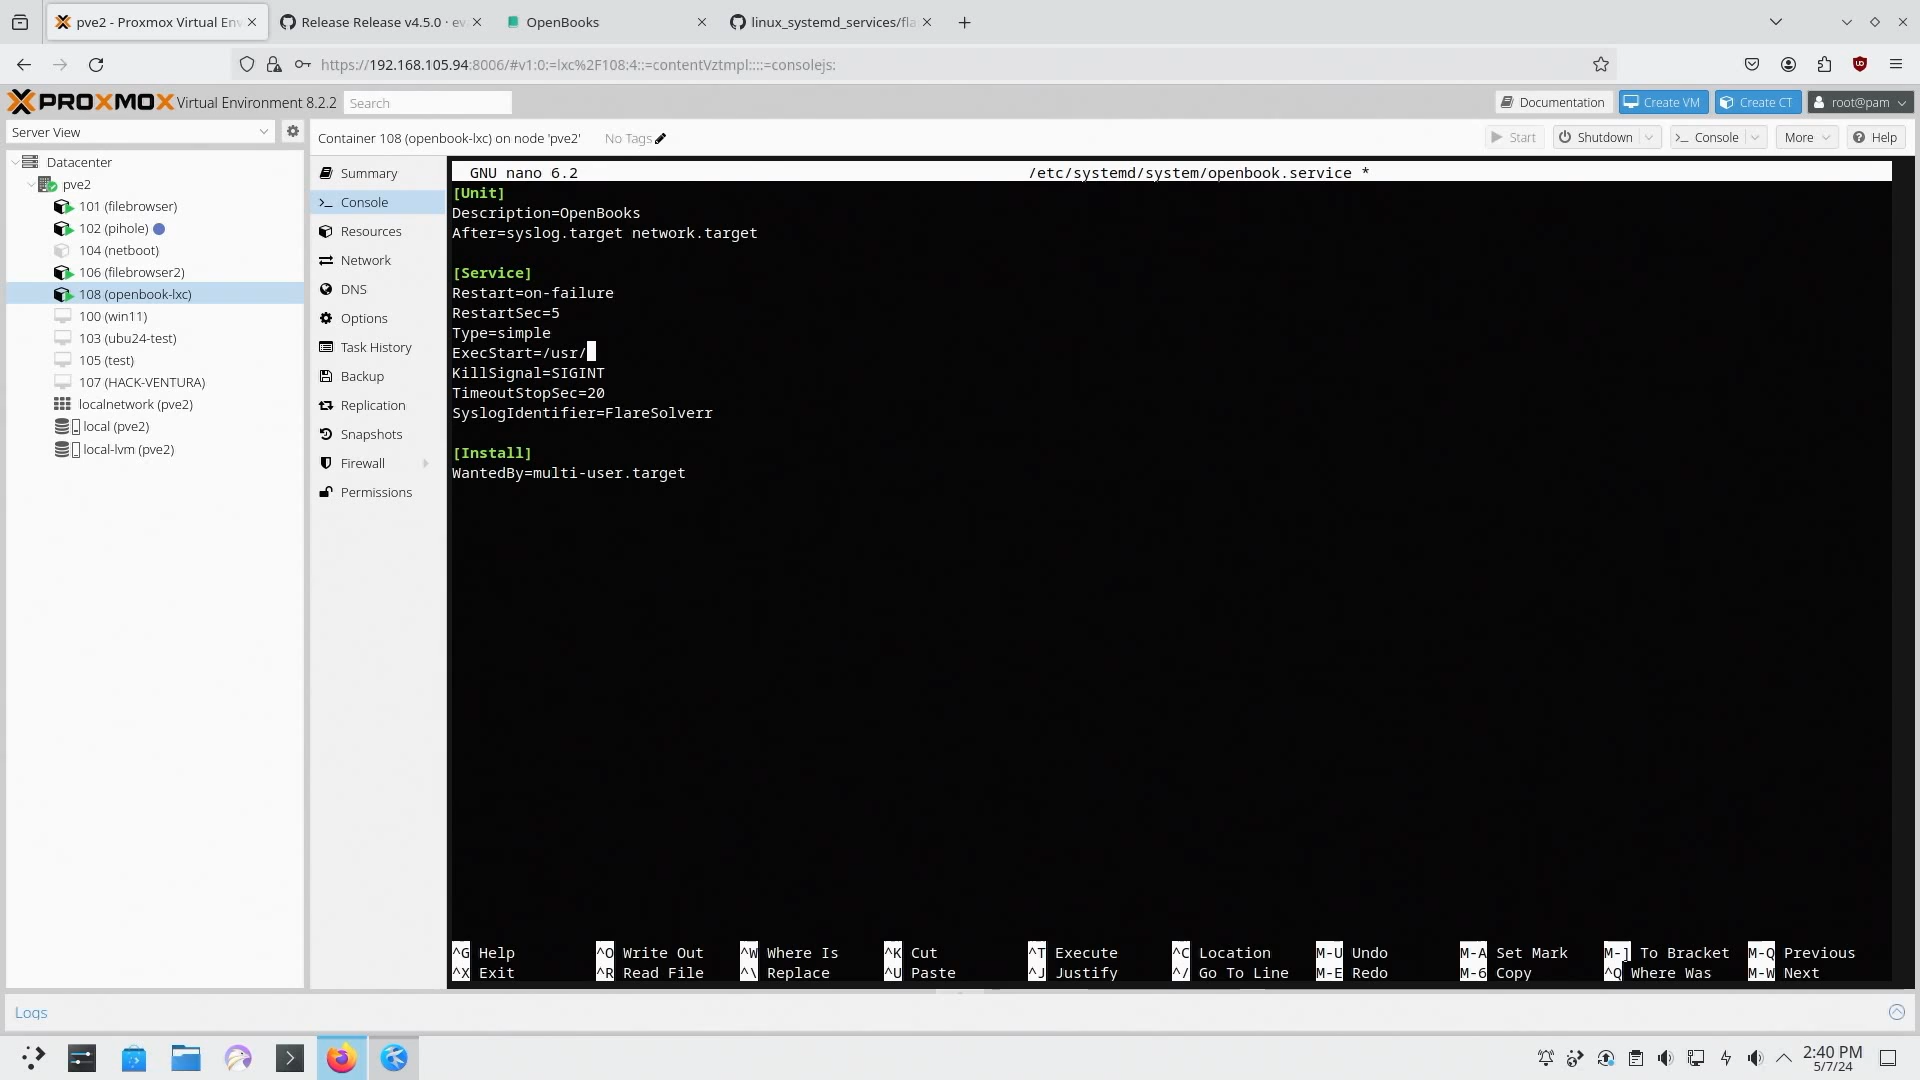 pve2 - Proxmox Virtual En
Release Release v4.5.0 · ev
OpenBooks
linux_systemd_services/fla
https://192.168.105.94:8006/#v1:0:=lxc%2F108:4::=contentVztmpl::::=consolejs:
PROXMOX Virtual Environment 8.2.2
Search
Documentation
Create VM
Create CT
root@pam
Server View
Container 108 (openbook-lxc) on node 'pve2'
No Tags
Start
Shutdown
Console
More
Help
Datacenter
pve2
101 (filebrowser)
102 (pihole)
104 (netboot)
106 (filebrowser2)
108 (openbook-lxc)
100 (win11)
103 (ubu24-test)
105 (test)
107 (HACK-VENTURA)
localnetwork (pve2)
local (pve2)
local-lvm (pve2)
Summary
Console
Resources
Network
DNS
Options
Task History
Backup
Replication
Snapshots
Firewall
Permissions
GNU nano 6.2 /etc/systemd/system/openbook.service *
[Unit]
Description=OpenBooks
After=syslog.target network.target
[Service]
Restart=on-failure
RestartSec=5
Type=simple
ExecStart=/usr/
KillSignal=SIGINT
TimeoutStopSec=20
SyslogIdentifier=FlareSolverr
[Install]
WantedBy=multi-user.target
^G Help ^O Write Out ^W Where Is ^K Cut ^T Execute ^C Location M-U Undo M-A Set Mark M-] To Bracket M-Q Previous
^X Exit ^R Read File ^\ Replace ^U Paste ^J Justify ^/ Go To Line M-E Redo M-6 Copy ^Q Where Was M-W Next
Logs
2:40 PM
5/7/24